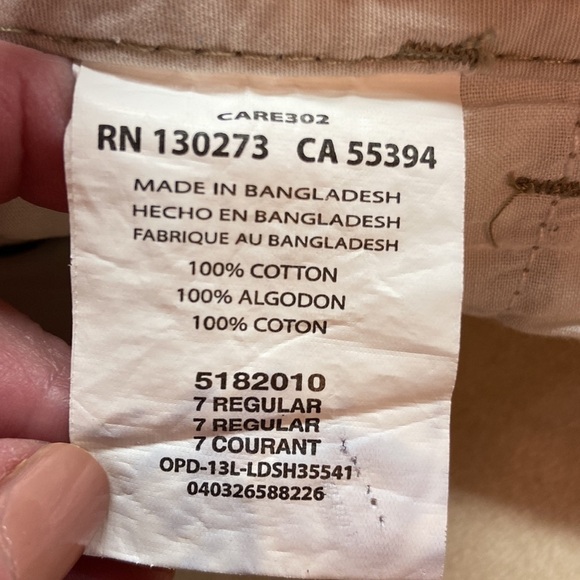 CARE302
RN 130273 CA 55394
MADE IN BANGLADESH
HECHO EN BANGLADESH
FABRIQUE AU BANGLADESH
100% COTTON
100% ALGODON
100% COTON
5182010
7 REGULAR
7 REGULAR
7 COURANT
OPD-13L-LDSH35541
040326588226